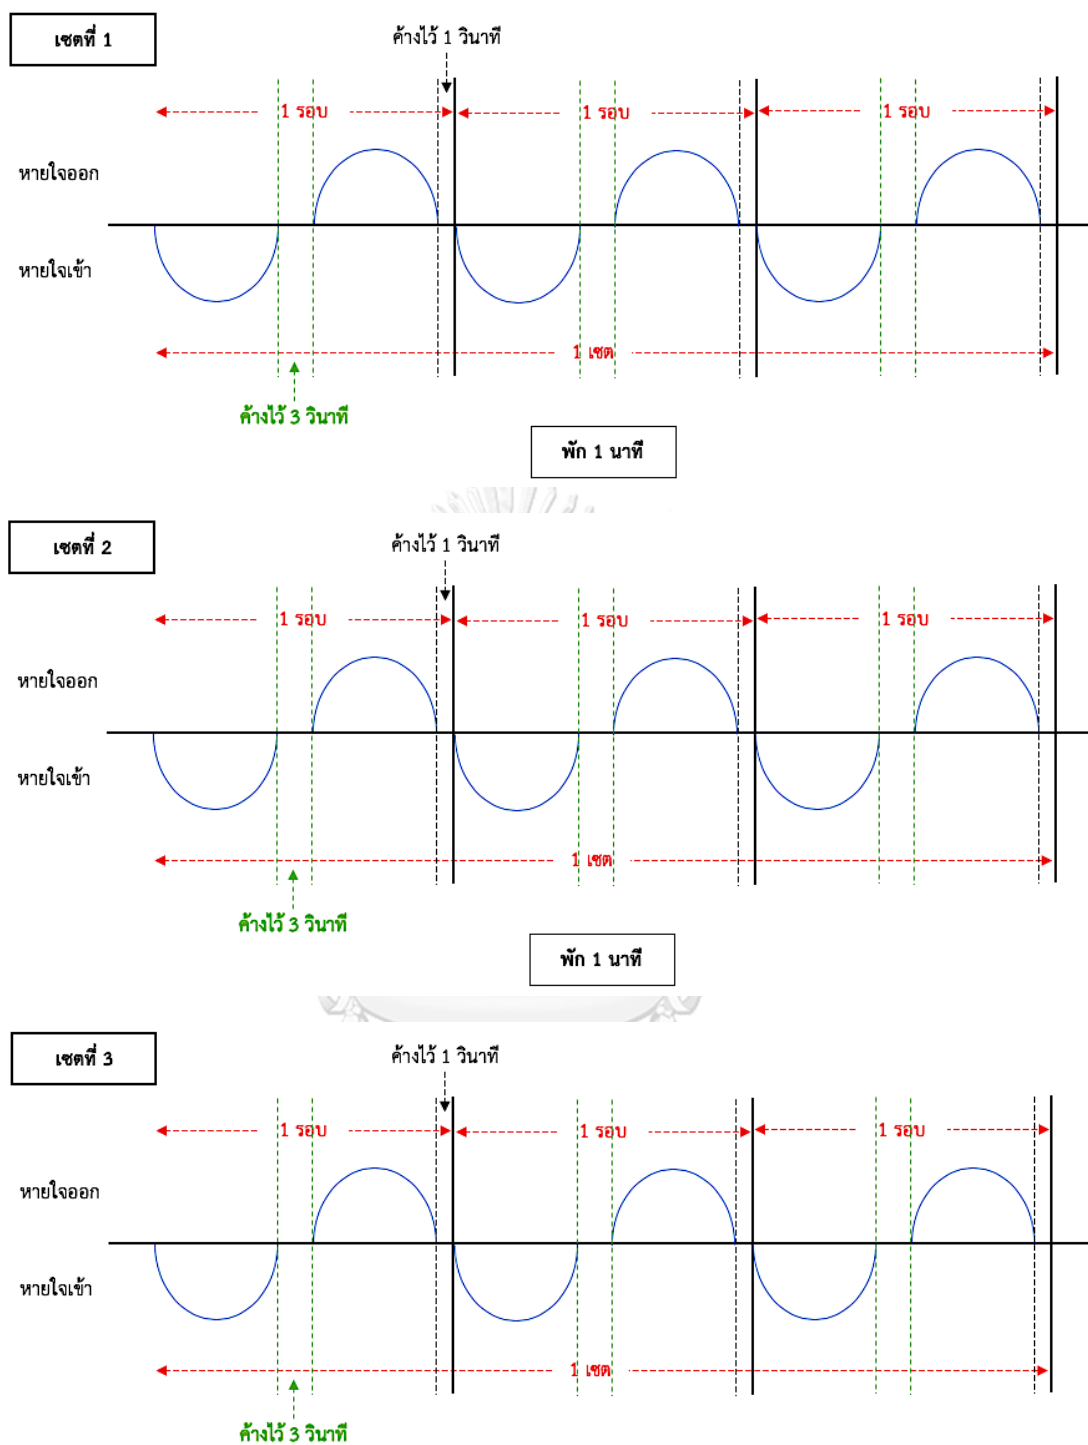 เซตที่ 1
ค้างไว้ 1 วินาที
1 รอบ 1 รอบ 1 รอบ
หายใจออก
หายใจเข้า
1 เซต
ค้างไว้ 3 วินาที
พัก 1 นาที
เซตที่ 2
ค้างไว้ 1 วินาที
1 รอบ 1 รอบ 1 รอบ
หายใจออก
หายใจเข้า
1 เซต
ค้างไว้ 3 วินาที
พัก 1 นาที
เซตที่ 3
ค้างไว้ 1 วินาที
1 รอบ 1 รอบ 1 รอบ
หายใจออก
หายใจเข้า
1 เซต
ค้างไว้ 3 วินาที